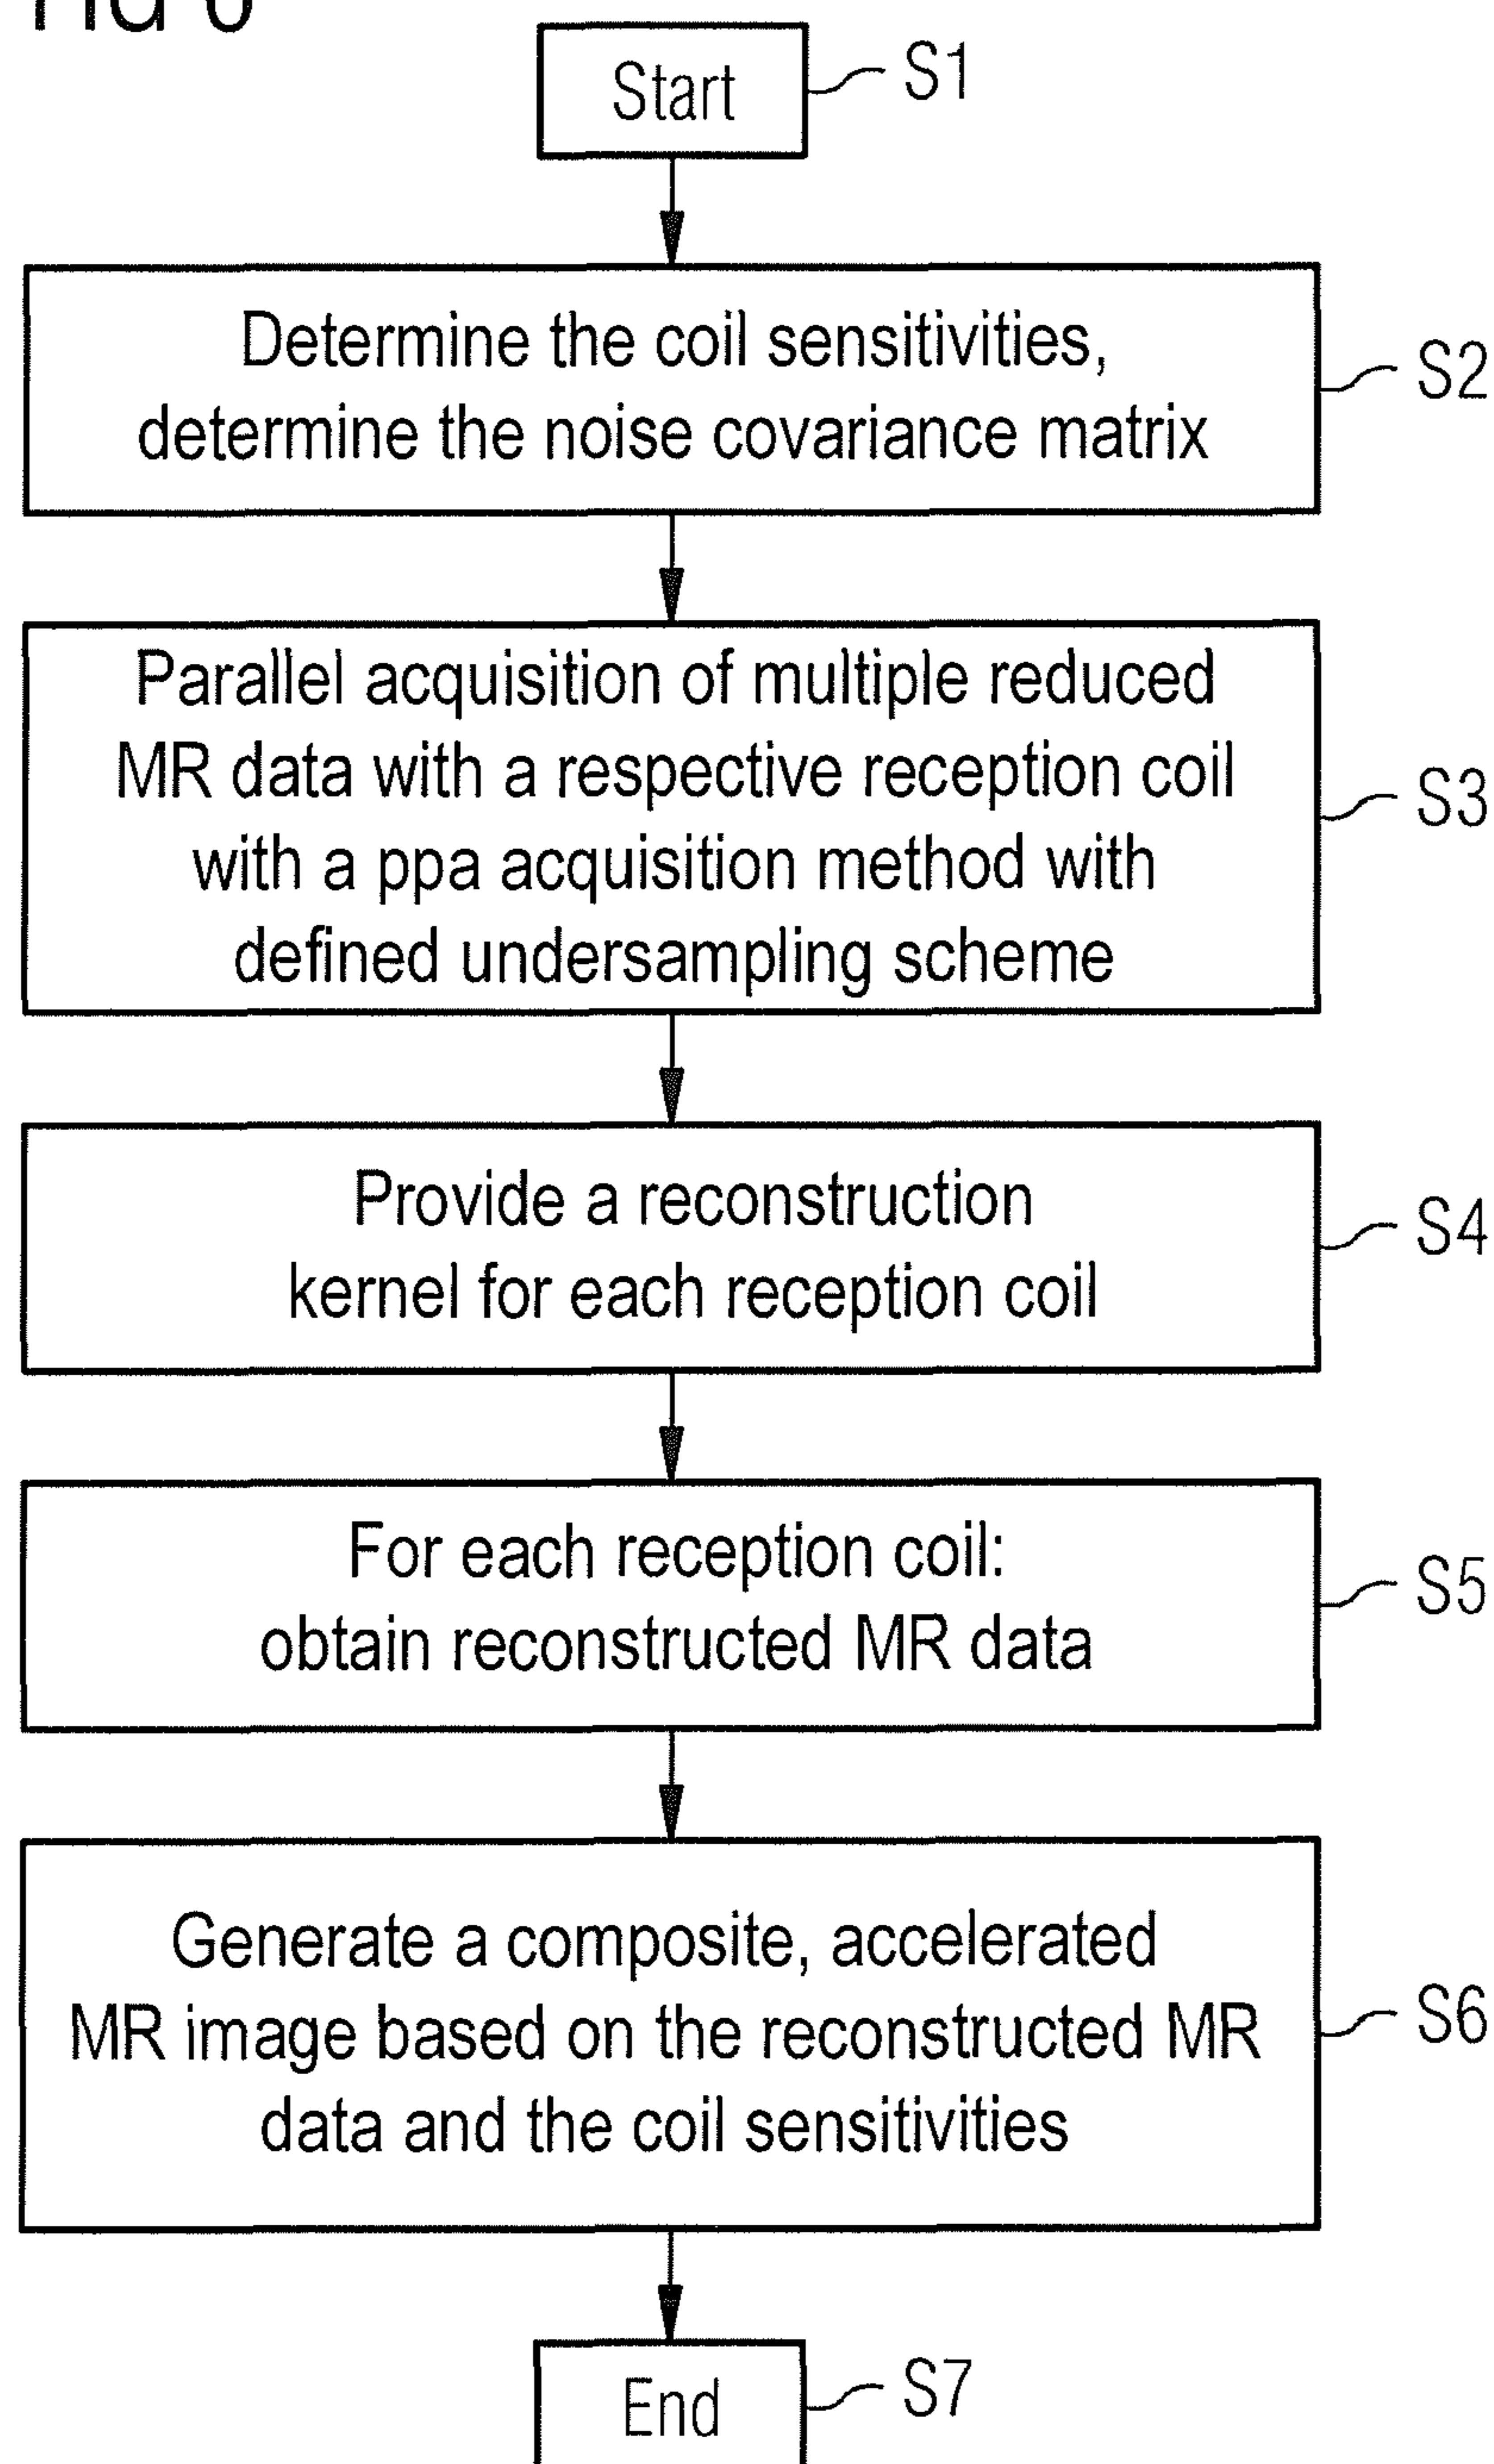 Start
S1
Determine the coil sensitivities,
determine the noise covariance matrix
S2
Parallel acquisition of multiple reduced
MR data with a respective reception coil
with a ppa acquisition method with
defined undersampling scheme
S3
Provide a reconstruction
kernel for each reception coil
S4
For each reception coil:
obtain reconstructed MR data
S5
Generate a composite, accelerated
MR image based on the reconstructed MR
data and the coil sensitivities
S6
End
S7